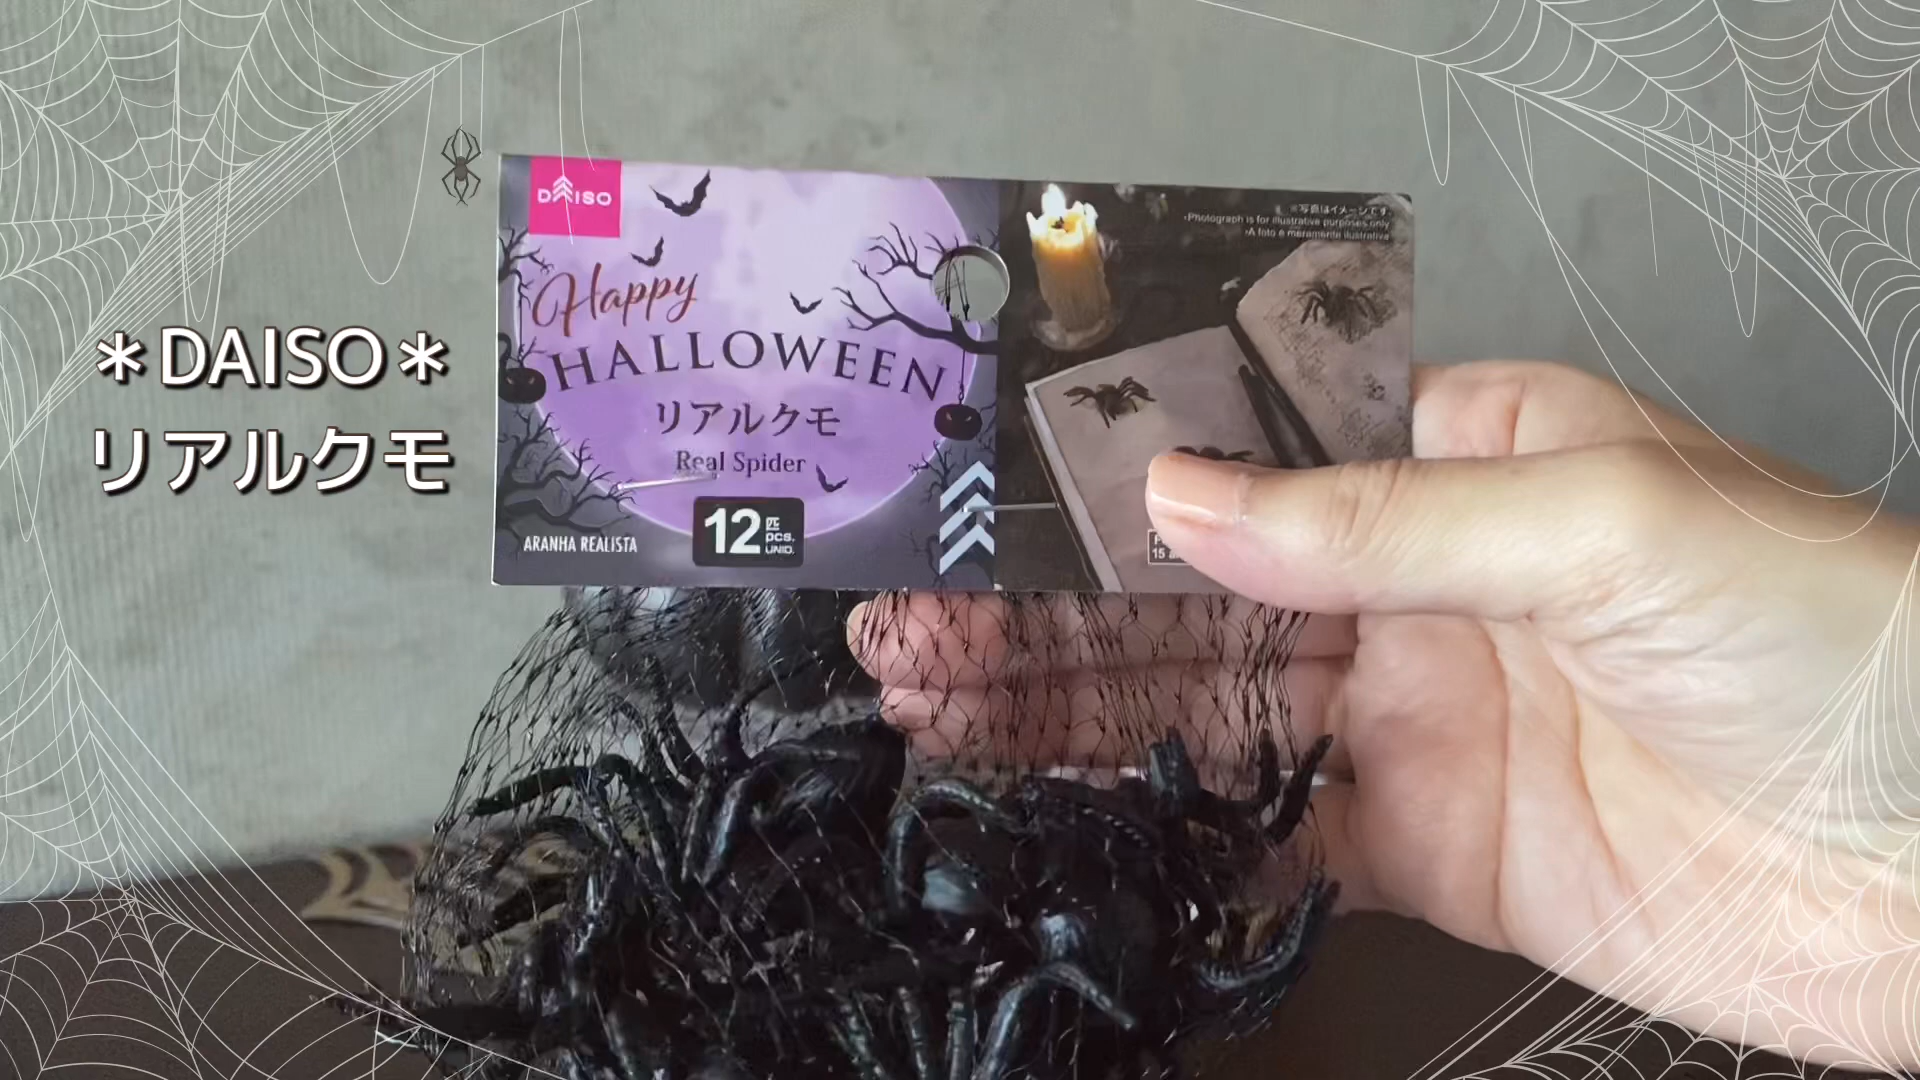 ＊DAISO＊
リアルクモ
DAISO
Happy
HALLOWEEN
リアルクモ
Real Spider
12 匹 pcs. UNID.
ARANHA REALISTA
※写真はイメージです
・Photograph is for illustrative purposes only
・A foto é meramente ilustrativa
15